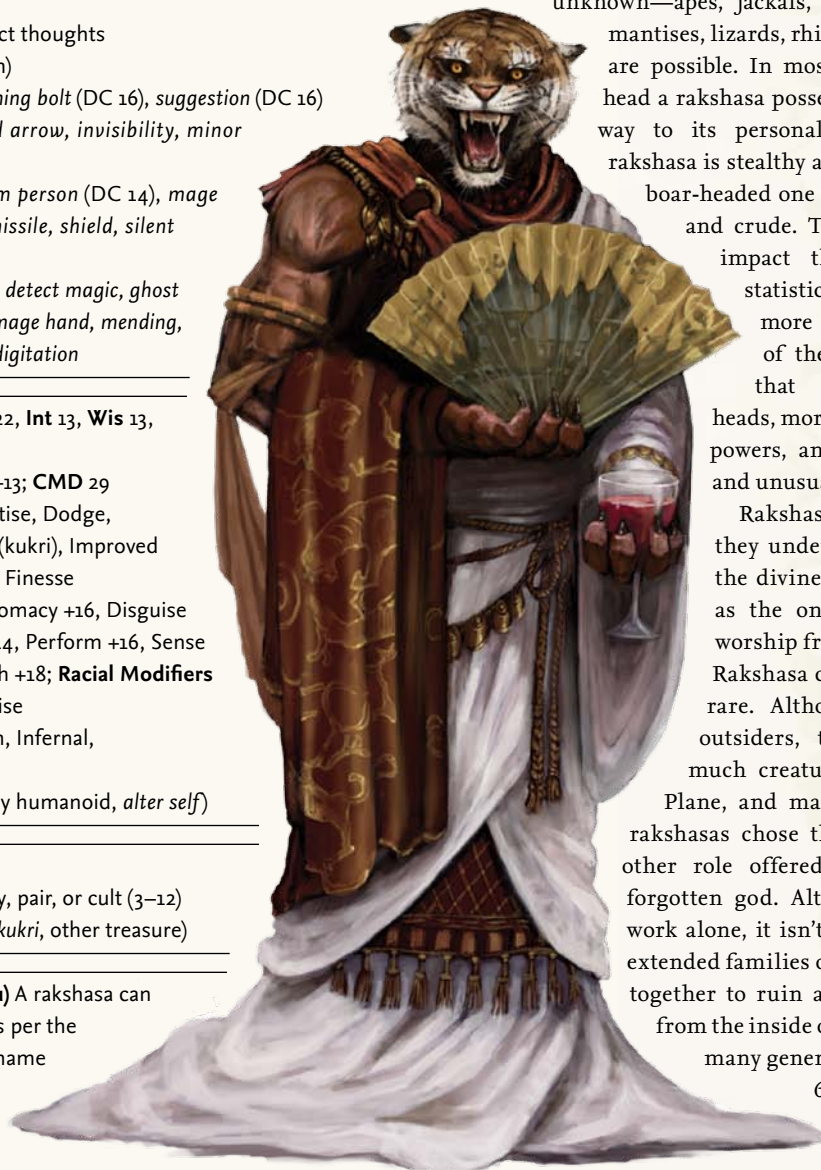 ct thoughts
n)
ning bolt (DC 16), suggestion (DC 16)
d arrow, invisibility, minor
m person (DC 14), mage
missile, shield, silent
detect magic, ghost
mage hand, mending,
digitation
22, Int 13, Wis 13,
-13; CMD 29
tise, Dodge,
(kukri), Improved
Finesse
omacy +16, Disguise
14, Perform +16, Sense
h +18; Racial Modifiers
ise
n, Infernal,
y humanoid, alter self)
y, pair, or cult (3–12)
kukri, other treasure)
u) A rakshasa can
s per the
name
unknown—apes, jackals,
mantises, lizards, rhi
are possible. In mos
head a rakshasa posse
way to its personal
rakshasa is stealthy a
boar-headed one
and crude. T
impact th
statistic
more
of the
that
heads, mor
powers, an
and unusu
Rakshas
they unde
the divine
as the on
worship fr
Rakshasa c
rare. Altho
outsiders, t
much creatu
Plane, and ma
rakshasas chose th
other role offered
forgotten god. Alt
work alone, it isn't
extended families o
together to ruin a
from the inside o
many gener
6